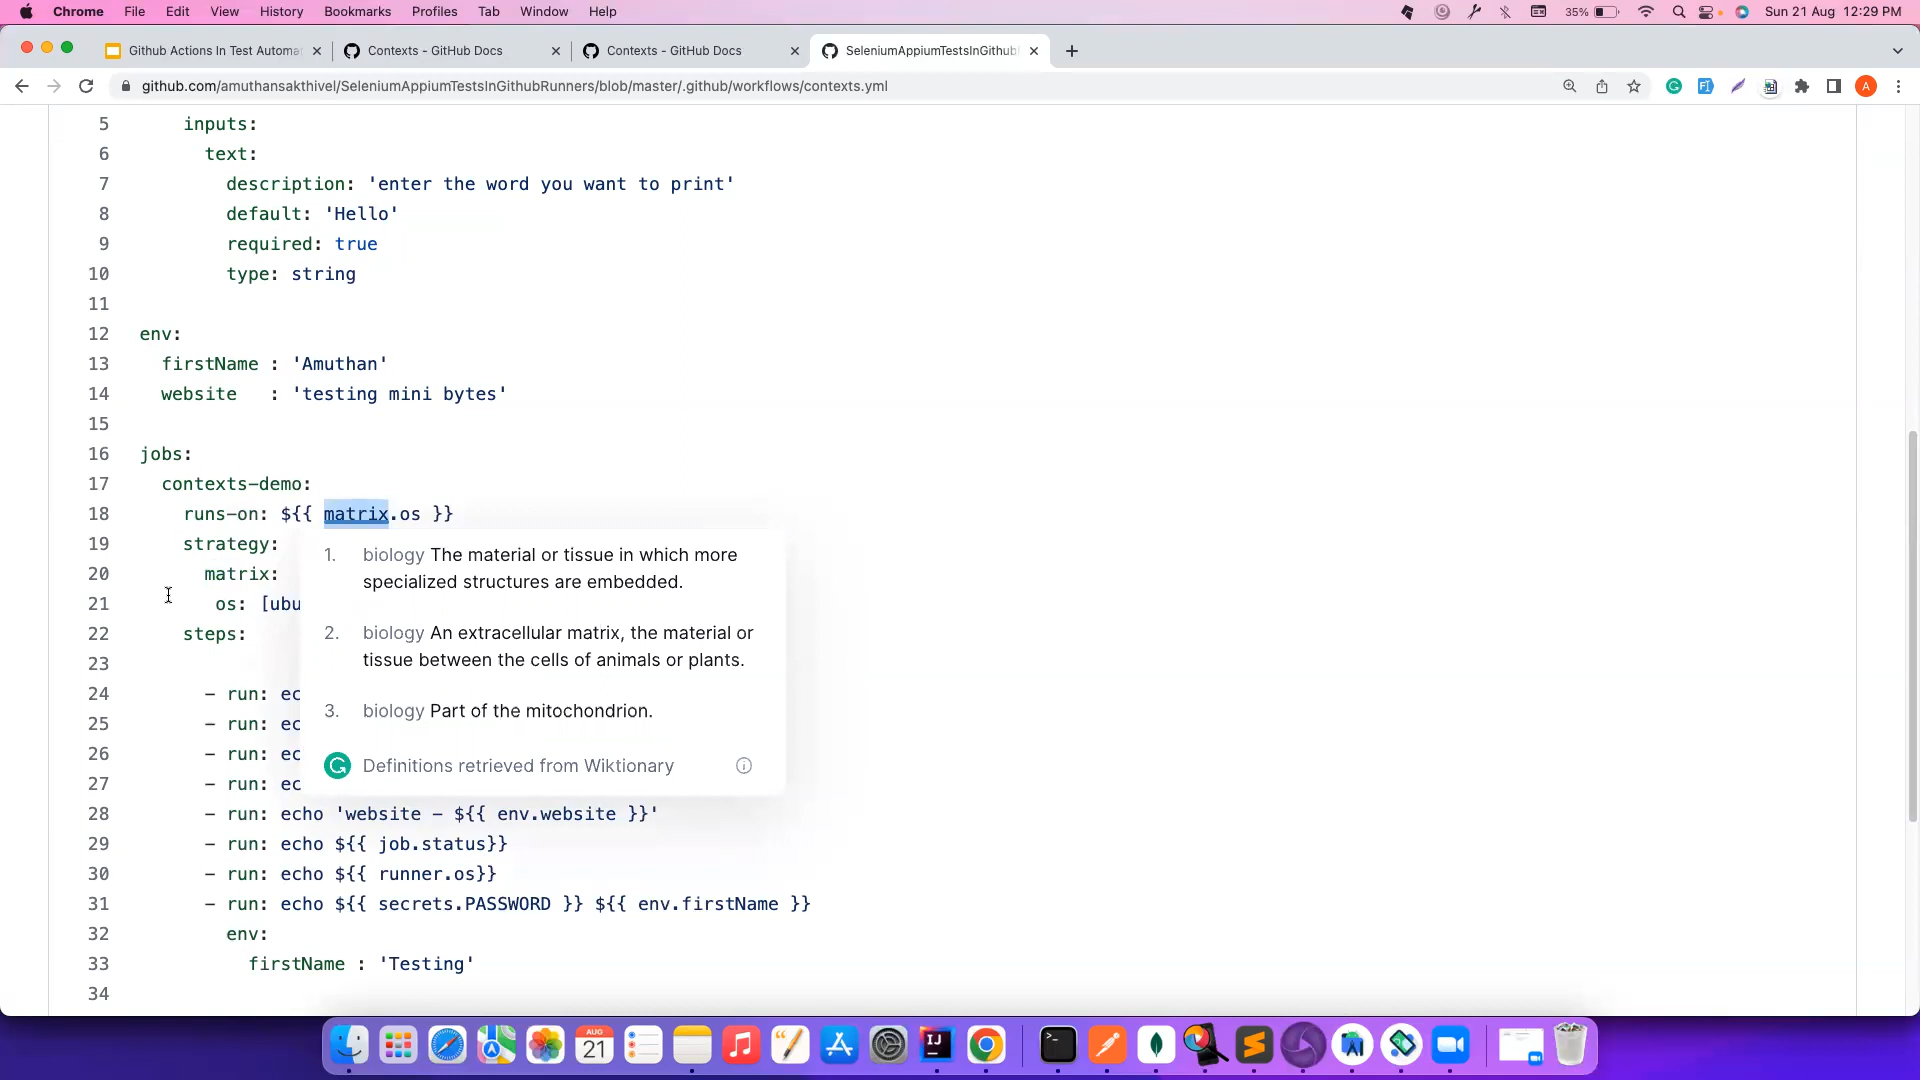 Chrome File Edit View History Bookmarks Profiles Tab Window Help 35% Sun 21 Aug 12:29 PM
Github Actions In Test Automa Contexts - GitHub Docs Contexts - GitHub Docs SeleniumAppiumTestsInGithub
github.com/amuthansakthivel/SeleniumAppiumTestsInGithubRunners/blob/master/.github/workflows/contexts.yml A
5 inputs:
6 text:
7 description: 'enter the word you want to print'
8 default: 'Hello'
9 required: true
10 type: string
11
12 env:
13 firstName : 'Amuthan'
14 website : 'testing mini bytes'
15
16 jobs:
17 contexts-demo:
18 runs-on: ${{ matrix.os }}
19 strategy:
20 matrix:
21 os: [ubu
22 steps:
23
24 - run: ec
25 - run: ec
26 - run: ec
27 - run: ec
1. biology The material or tissue in which more
specialized structures are embedded.
2. biology An extracellular matrix, the material or
tissue between the cells of animals or plants.
3. biology Part of the mitochondrion.
Definitions retrieved from Wiktionary
28 - run: echo 'website - ${{ env.website }}'
29 - run: echo ${{ job.status}}
30 - run: echo ${{ runner.os}}
31 - run: echo ${{ secrets.PASSWORD }} ${{ env.firstName }}
32 env:
33 firstName : 'Testing'
34
AUG
21
IJ